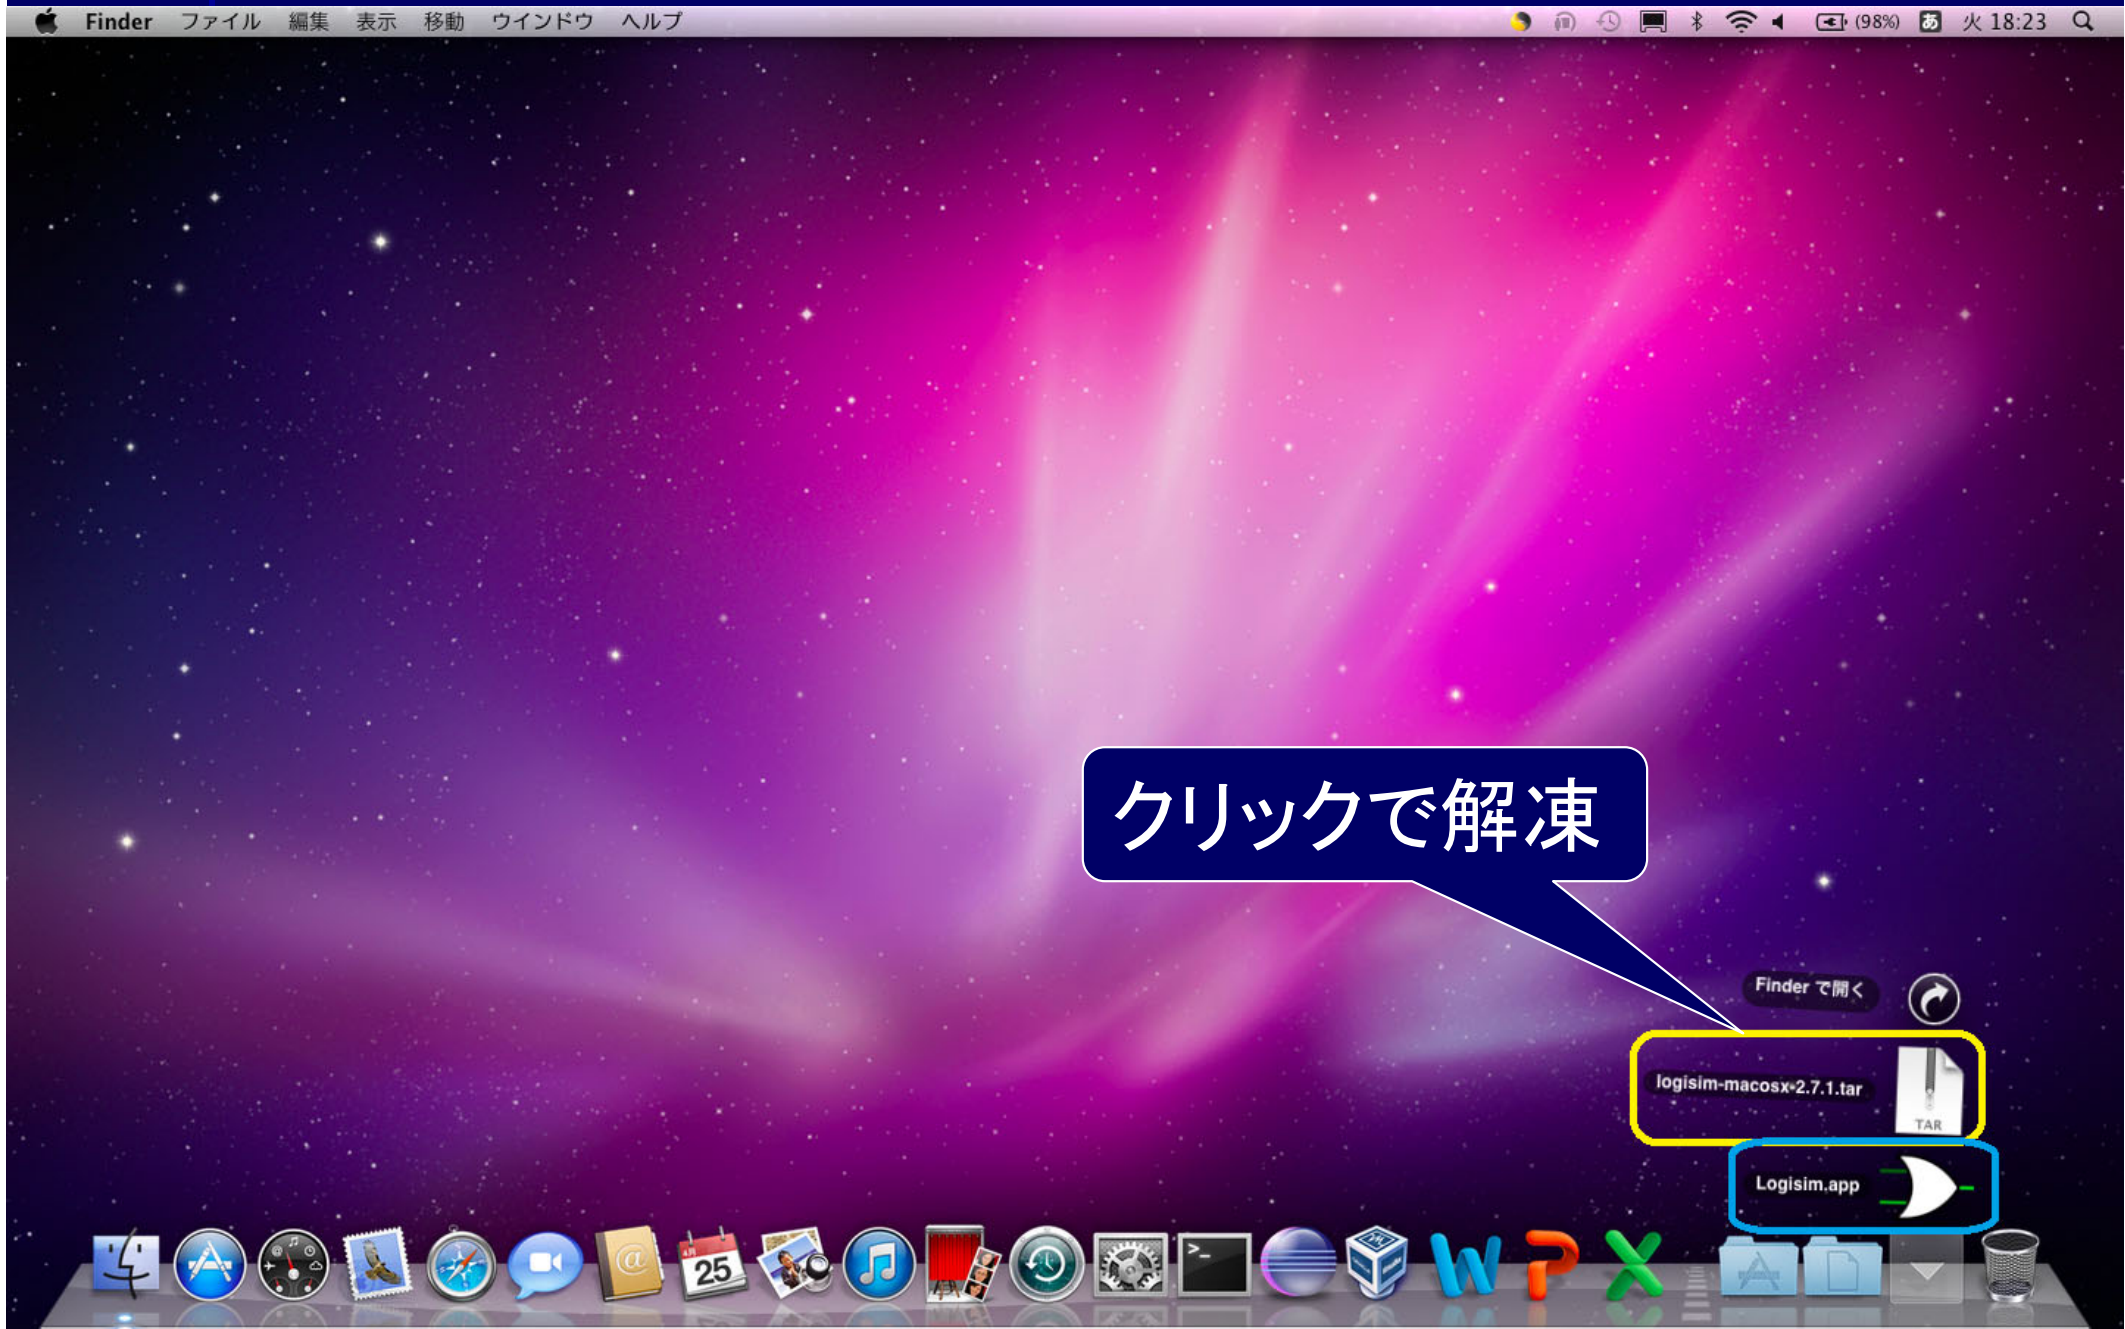 Finder ファイル 編集 表示 移動 ウインドウ ヘルプ (98%) あ 火 18:23
クリックで解凍
Finder で開く
logisim-macosx-2.7.1.tar
TAR
Logisim.app
4月
25